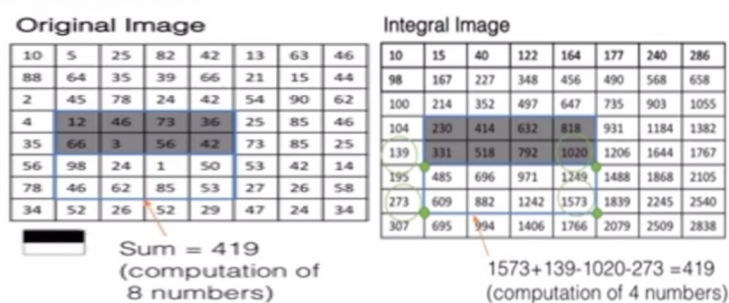 Original Image
10 5 25 82 42 13 63 46
88 64 35 39 66 21 15 44
2 45 78 24 42 54 90 62
4 12 46 73 36 25 85 46
35 66 3 56 42 73 85 25
56 98 24 1 50 53 42 14
78 46 62 85 53 27 26 58
34 52 26 52 29 47 24 34
Sum = 419
(computation of
8 numbers)
Integral Image
10 15 40 122 164 177 240 286
98 167 227 348 456 490 568 658
100 214 352 497 647 735 903 1055
104 230 414 632 818 931 1184 1382
139 331 518 792 1020 1206 1644 1767
195 485 696 971 1249 1488 1868 2105
273 609 882 1242 1573 1839 2245 2540
307 695 994 1406 1766 2079 2509 2838
1573+139-1020-273 =419
(computation of 4 numbers)